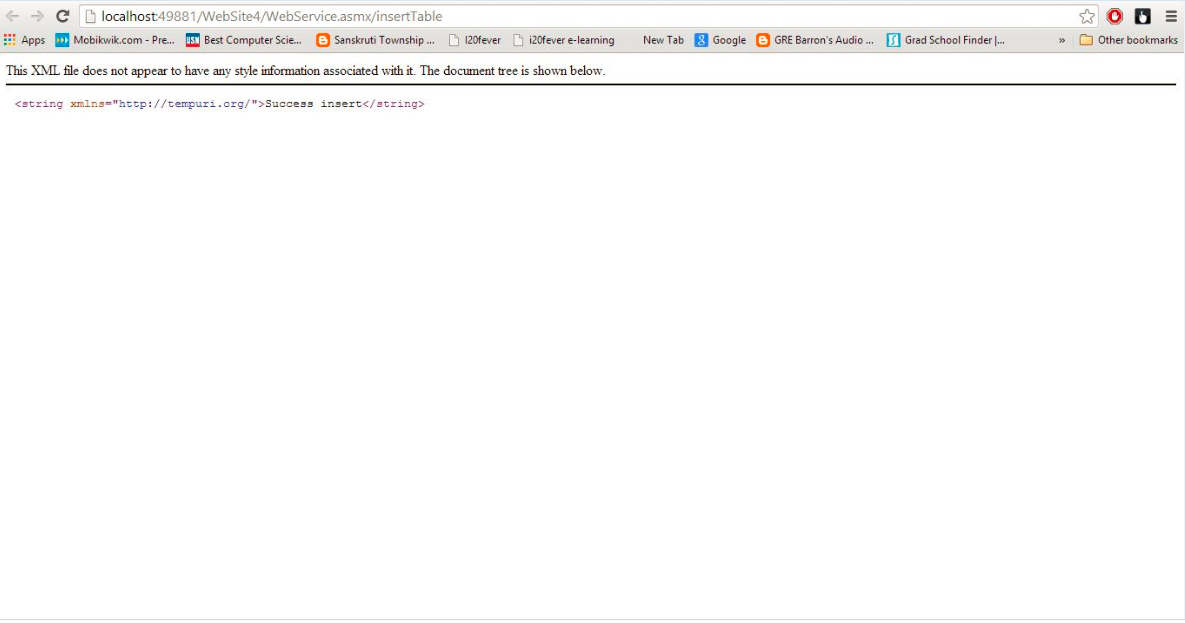 localhost:49881/WebSite4/WebService.asmx/insertTable
Apps Mobikwik.com - Pre... USN Best Computer Scie... Sanskruti Township ... I20fever i20fever e-learning New Tab 8 Google GRE Barron's Audio ... Grad School Finder |... » Other bookmarks
This XML file does not appear to have any style information associated with it. The document tree is shown below.
<string xmlns="http://tempuri.org/">Success insert</string>